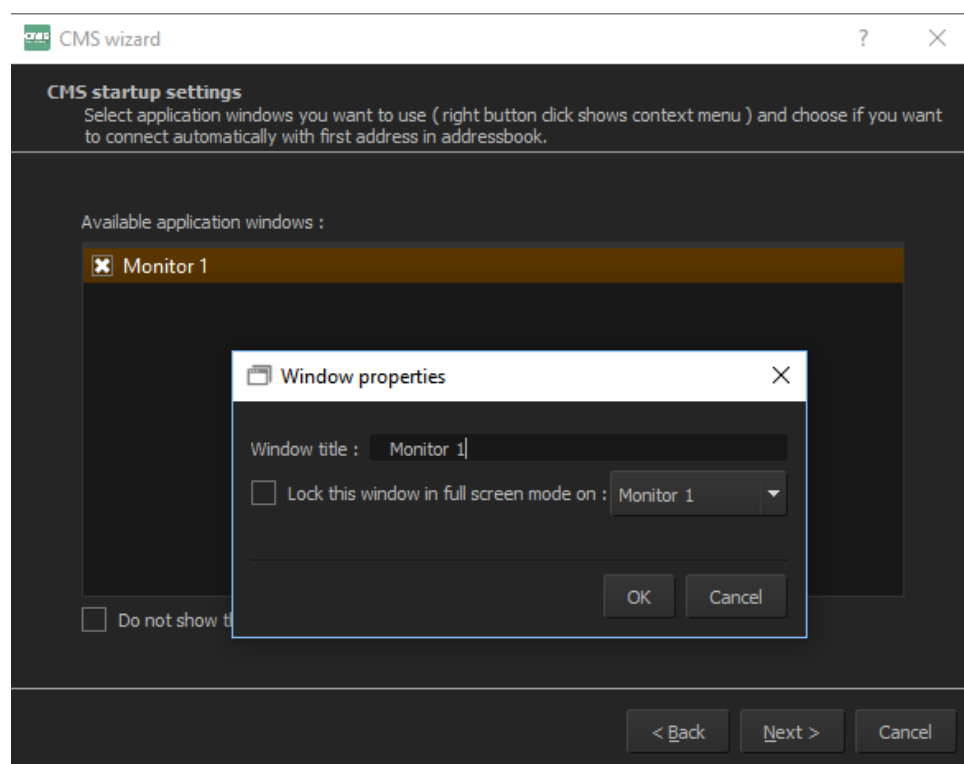 CMS wizard
CMS startup settings
Select application windows you want to use ( right button click shows context menu ) and choose if you want
to connect automatically with first address in addressbook.
Available application windows :
Monitor 1
Window properties
Window title : Monitor 1
Lock this window in full screen mode on : Monitor 1
OK Cancel
Do not show
< Back Next > Cancel